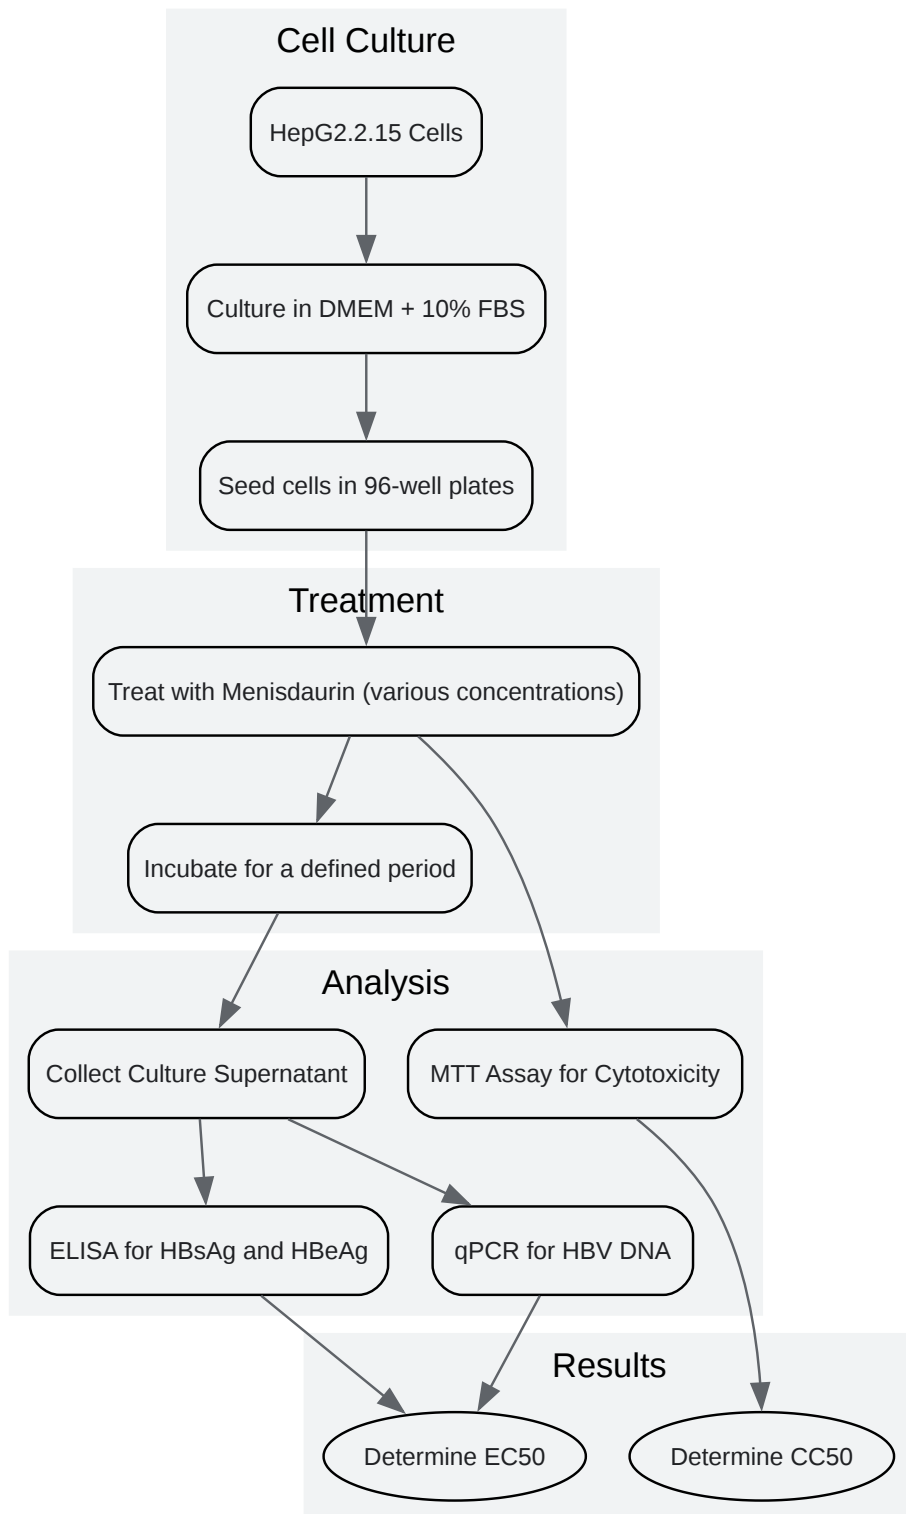 Cell Culture
HepG2.2.15 Cells
Culture in DMEM + 10% FBS
Seed cells in 96-well plates
Treatment
Treat with Menisdaurin (various concentrations)
Incubate for a defined period
Analysis
Collect Culture Supernatant
MTT Assay for Cytotoxicity
ELISA for HBsAg and HBeAg
qPCR for HBV DNA
Results
Determine EC50
Determine CC50